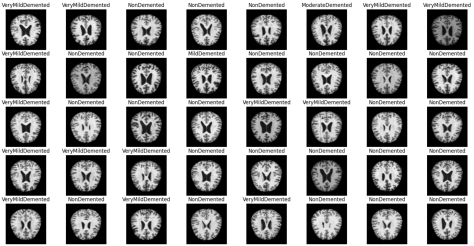 VeryMildDemented VeryMildDemented NonDemented NonDemented NonDemented ModerateDemented VeryMildDemented VeryMildDemented
VeryMildDemented NonDemented NonDemented MildDemented NonDemented NonDemented NonDemented NonDemented
VeryMildDemented NonDemented NonDemented NonDemented VeryMildDemented VeryMildDemented NonDemented NonDemented
VeryMildDemented VeryMildDemented VeryMildDemented NonDemented NonDemented NonDemented NonDemented NonDemented
VeryMildDemented NonDemented VeryMildDemented NonDemented VeryMildDemented NonDemented NonDemented NonDemented